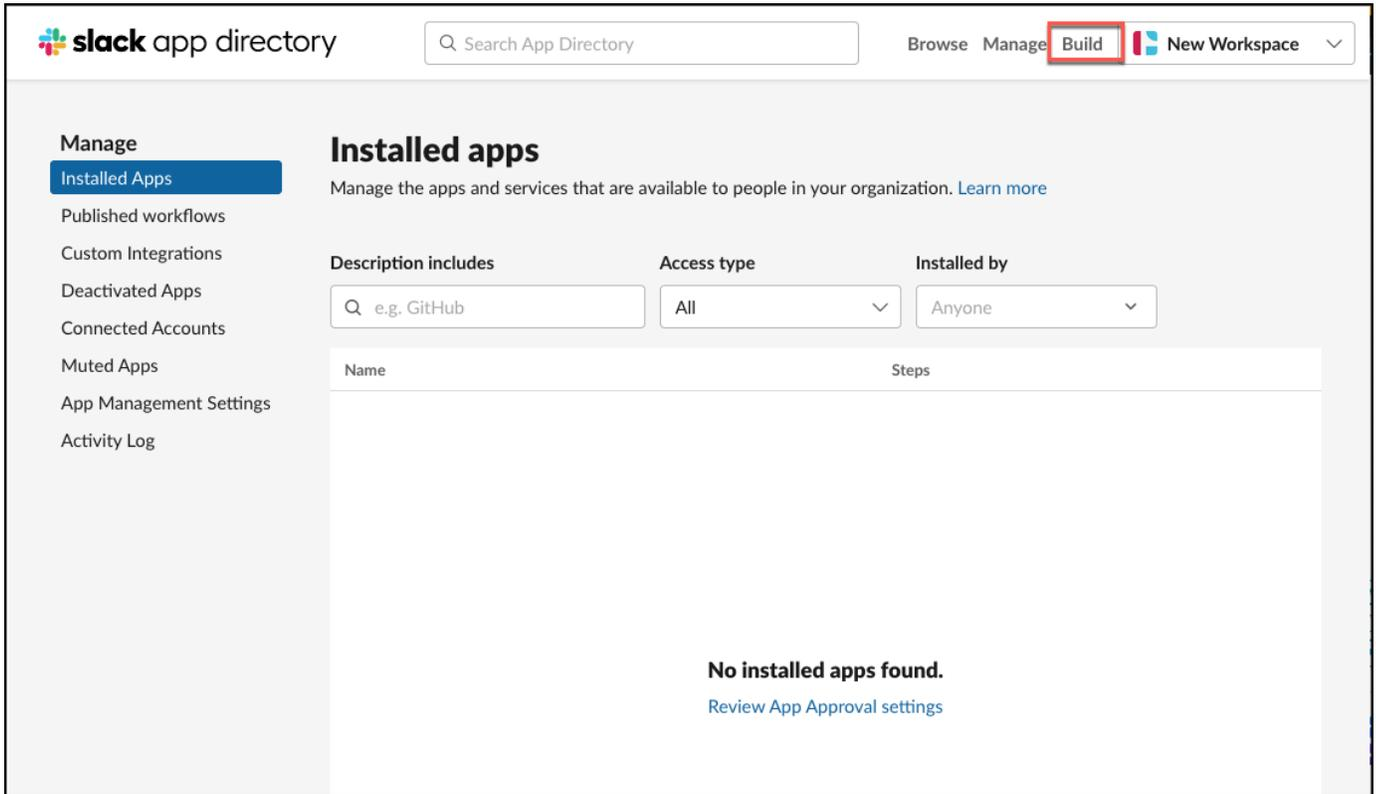 slack app directory
Search App Directory
Browse Manage Build New Workspace
Manage
Installed Apps
Published workflows
Custom Integrations
Deactivated Apps
Connected Accounts
Muted Apps
App Management Settings
Activity Log
Installed apps
Manage the apps and services that are available to people in your organization. Learn more
Description includes Access type Installed by
e.g. GitHub All Anyone
Name Steps
No installed apps found.
Review App Approval settings